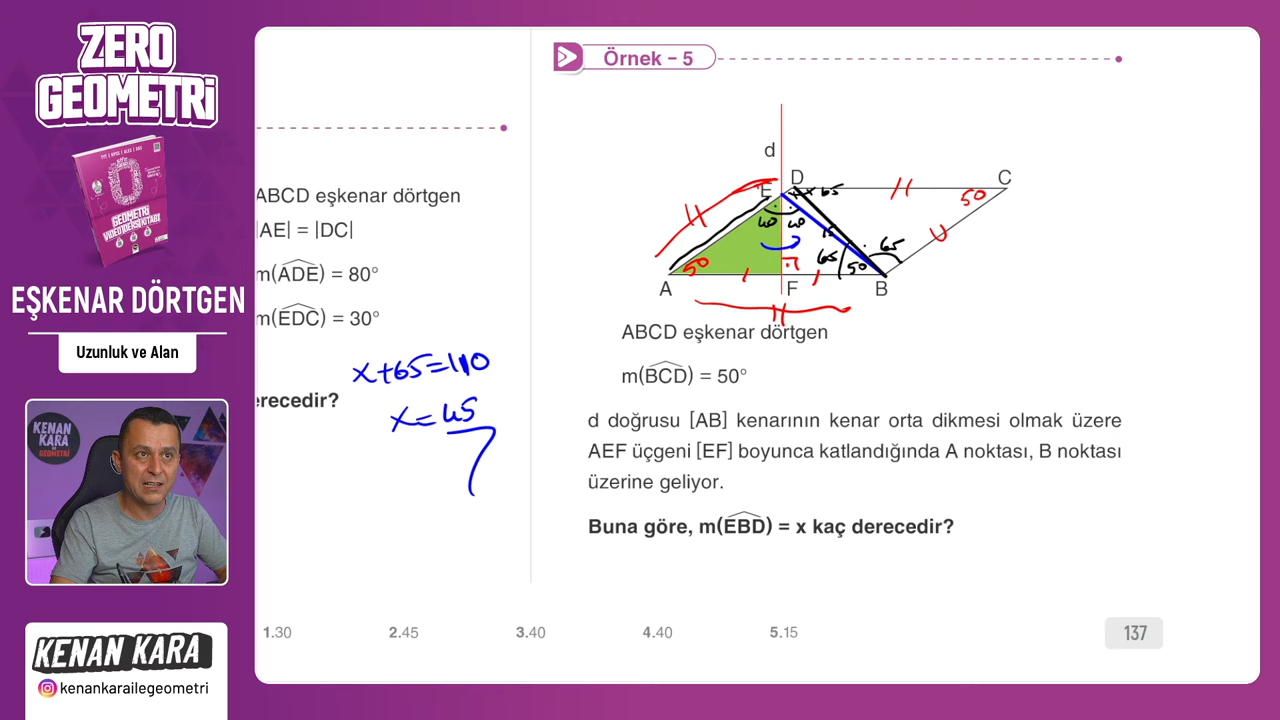 ZERO
GEOMETRİ
GEOMETRİ
VİDEO DERS KİTABI
EŞKENAR DÖRTGEN
Uzunluk ve Alan
KENAN
KARA
KENAN KARA
kenankarailegeometri
ABCD eşkenar dörtgen
|AE| = |DC|
m(ADE) = 80°
m(EDC) = 30°
erecedir?
x+65=110
x=45
Örnek - 5
d
E
D
x
65
C
50
40
40
15
65
65
50
50
A
F
B
ABCD eşkenar dörtgen
m(BCD) = 50°
d doğrusu [AB] kenarının kenar orta dikmesi olmak üzere
AEF üçgeni [EF] boyunca katlandığında A noktası, B noktası
üzerine geliyor.
Buna göre, m(EBD) = x kaç derecedir?
1.30 2.45 3.40 4.40 5.15
137